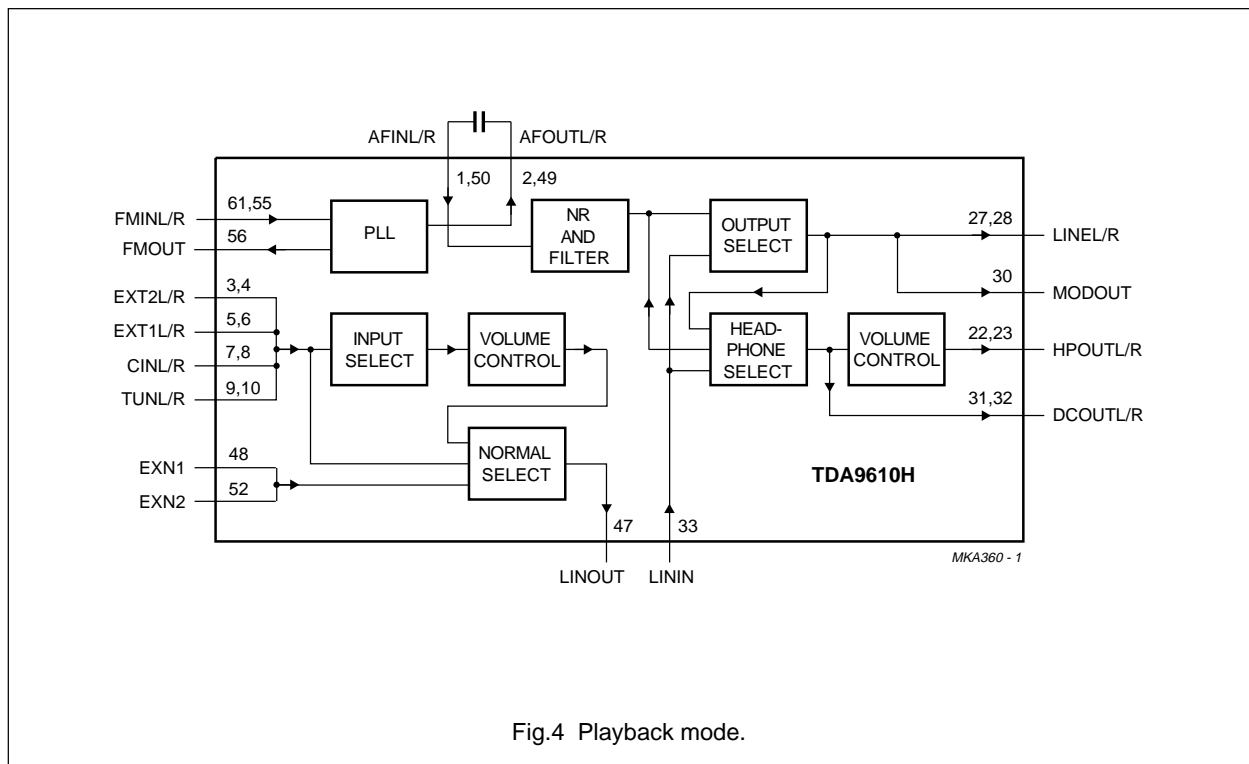 AFINL/R AFOUTL/R
1,50 2,49
FMINL/R 61,55
FMOUT 56
PLL
NR
AND
FILTER
OUTPUT
SELECT
27,28 LINEL/R
30 MODOUT
EXT2L/R 3,4
EXT1L/R 5,6
CINL/R 7,8
TUNL/R 9,10
INPUT
SELECT
VOLUME
CONTROL
HEAD-
PHONE
SELECT
VOLUME
CONTROL
22,23 HPOUTL/R
31,32 DCOUTL/R
EXN1 48
EXN2 52
NORMAL
SELECT
TDA9610H
47 33
LINOUT LININ
MKA360 - 1
Fig.4 Playback mode.